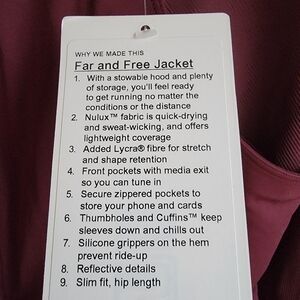 WHY WE MADE THIS
Far and Free Jacket
1. With a stowable hood and plenty
of storage, you'll feel ready
to get running no matter the
conditions or the distance
2. Nulux™ fabric is quick-drying
and sweat-wicking, and offers
lightweight coverage
3. Added Lycra® fibre for stretch
and shape retention
4. Front pockets with media exit
so you can tune in
5. Secure zippered pockets to
store your phone and cards
6. Thumbholes and Cuffins™ keep
sleeves down and chills out
7. Silicone grippers on the hem
prevent ride-up
8. Reflective details
9. Slim fit, hip length